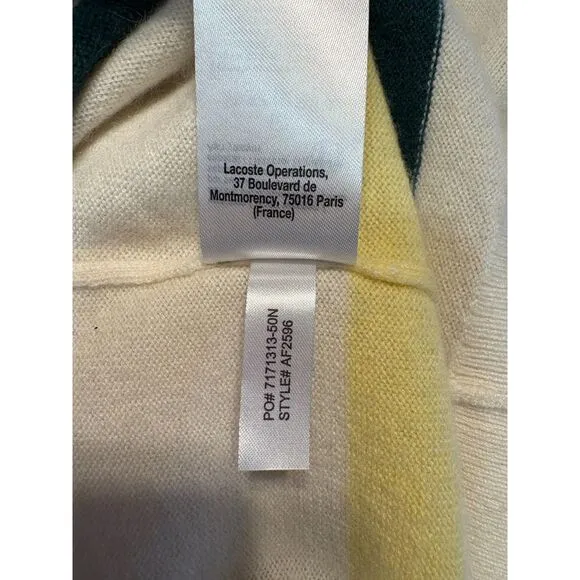 Lacoste Operations,
37 Boulevard de
Montmorency, 75016 Paris
(France)
PO# 7171313-50N
STYLE# AF2596